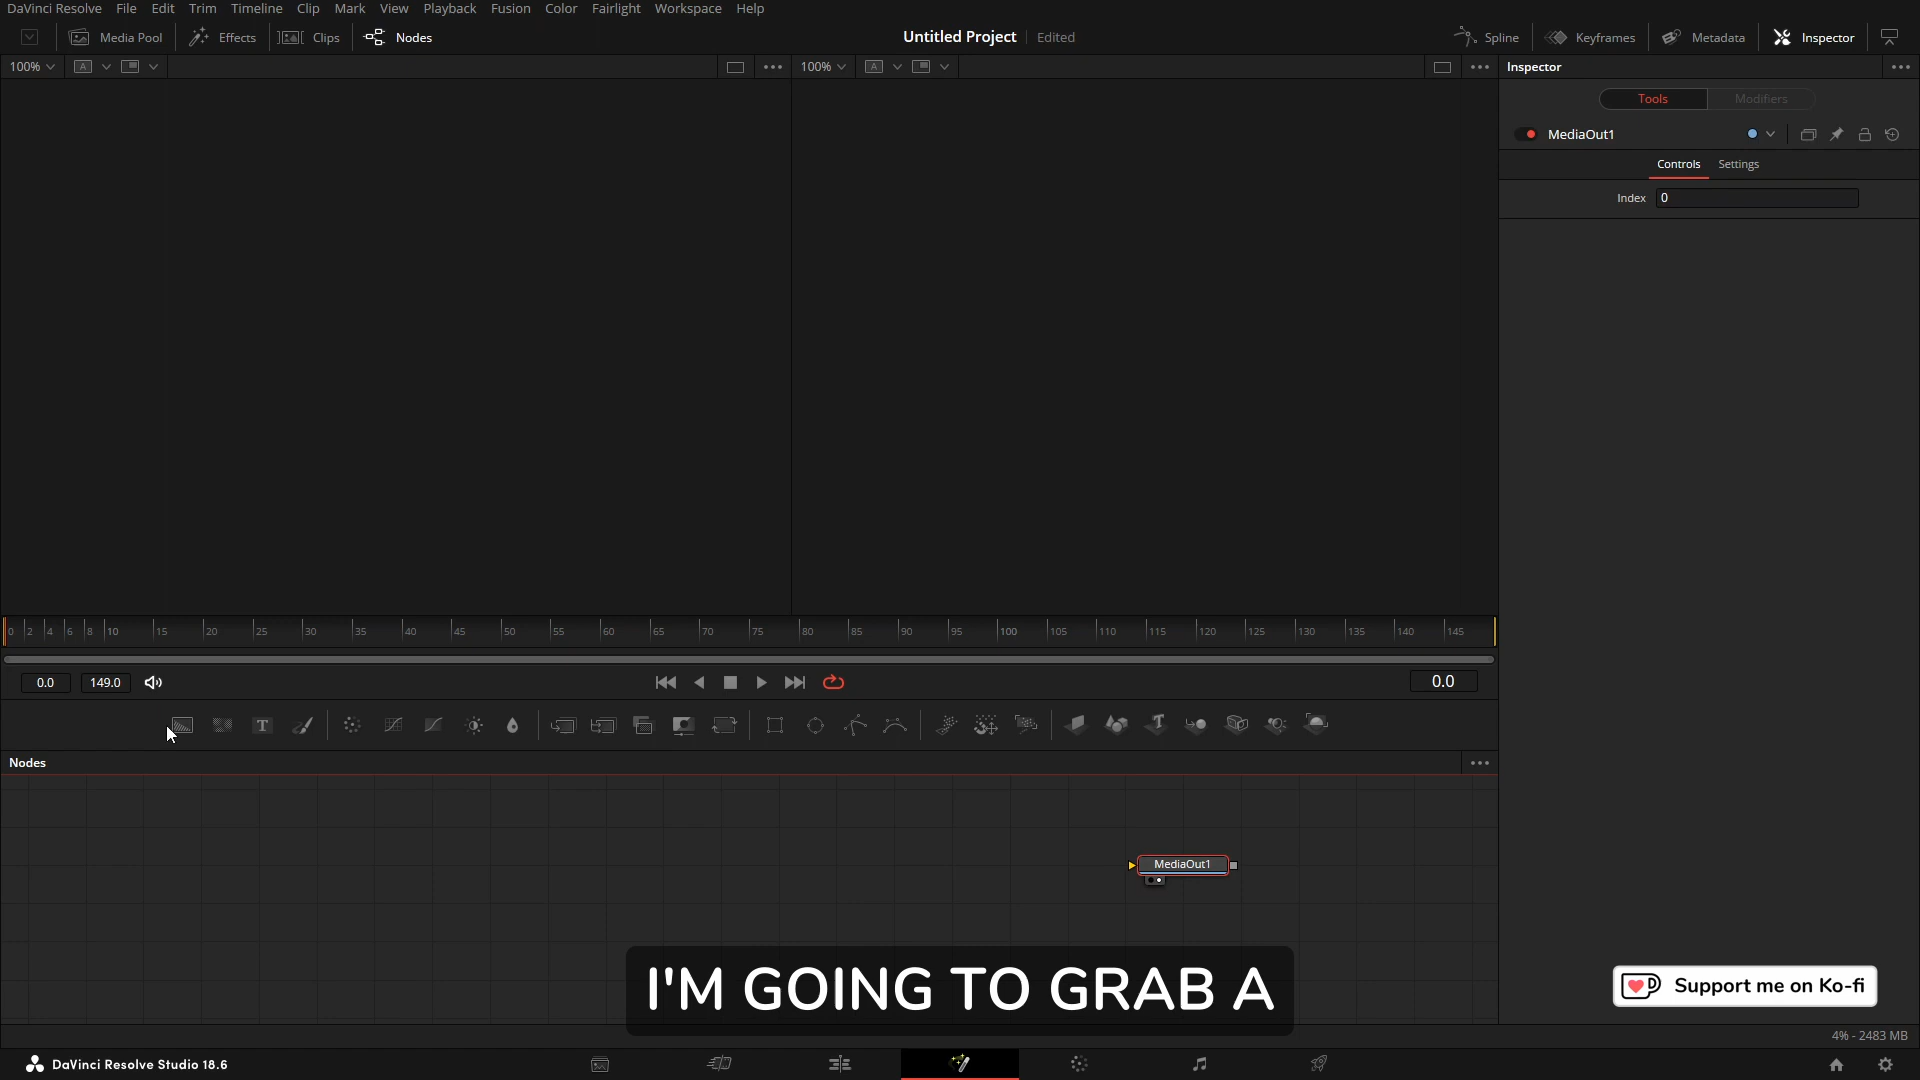 DaVinci Resolve File Edit Trim Timeline Clip Mark View Playback Fusion Color Fairlight Workspace Help
Media Pool Effects Clips Nodes Untitled Project Edited Spline Keyframes Metadata Inspector
100% A 100% A Inspector
Tools Modifiers
MediaOut1
Controls Settings
Index 0
0 2 4 6 8 10 15 20 25 30 35 40 45 50 55 60 65 70 75 80 85 90 95 100 105 110 115 120 125 130 135 140 145
0.0 149.0 0.0
T T
Nodes
MediaOut1
I'M GOING TO GRAB A
Support me on Ko-fi
4% - 2483 MB
DaVinci Resolve Studio 18.6